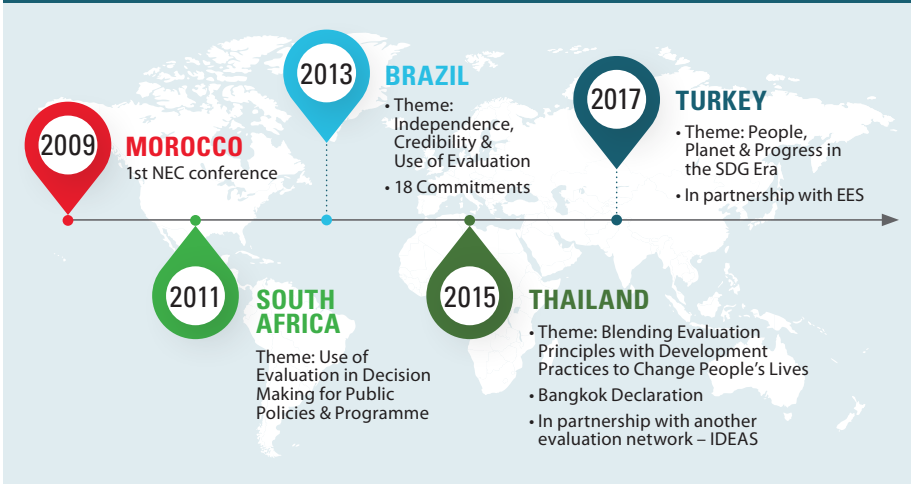 2009
MOROCCO
1st NEC conference
2011
SOUTH
AFRICA
Theme: Use of
Evaluation in Decision
Making for Public
Policies & Programme
2013
BRAZIL
• Theme:
Independence,
Credibility &
Use of Evaluation
• 18 Commitments
2015
THAILAND
• Theme: Blending Evaluation
Principles with Development
Practices to Change People’s Lives
• Bangkok Declaration
• In partnership with another
evaluation network – IDEAS
2017
TURKEY
• Theme: People,
Planet & Progress in
the SDG Era
• In partnership with EES